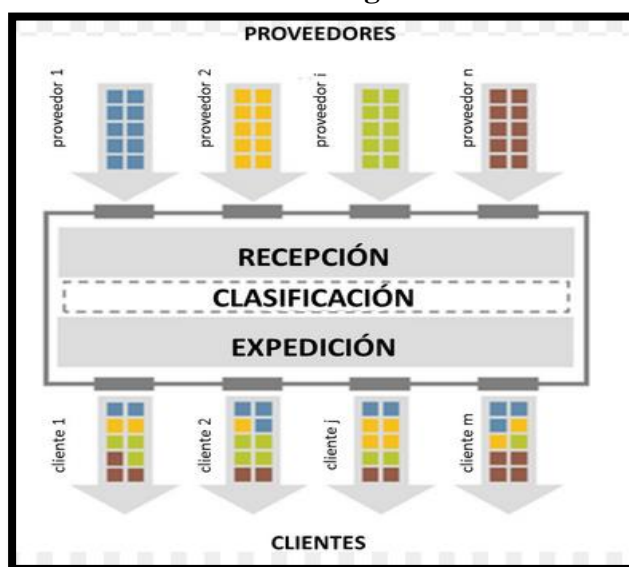 PROVEEDORES
proveedor 1
proveedor 2
proveedor i
proveedor n
RECEPCIÓN
CLASIFICACIÓN
EXPEDICIÓN
cliente 1
cliente 2
cliente j
cliente m
CLIENTES